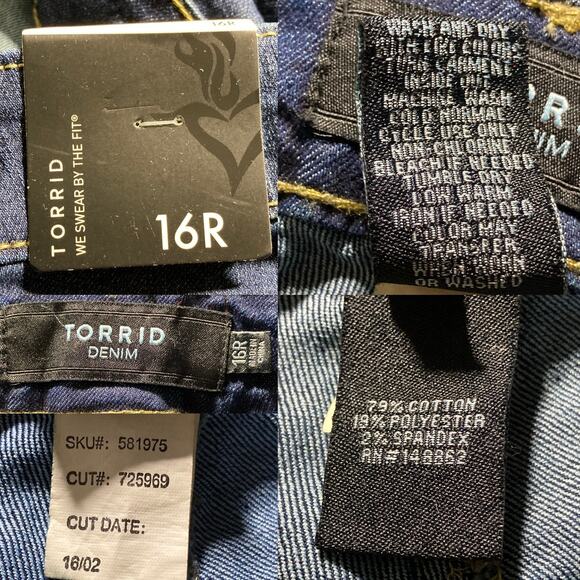 16R
TORRID
WE SWEAR BY THE FIT®
16R
WASH AND DRY
WITH LIKE COLORS
TURN GARMENT
INSIDE OUT
MACHINE WASH
COLD NORMAL
CYCLE USE ONLY
NON-CHLORINE
BLEACH IF NEEDED
TUMBLE DRY
LOW WARM
IRON IF NEEDED
COLOR MAY
TRANSFER
WHEN WORN
OR WASHED
TORRID
DENIM
16R
SKU#: 581975
CUT#: 725969
CUT DATE:
16/02
79% COTTON
19% POLYESTER
2% SPANDEX
RN#148862